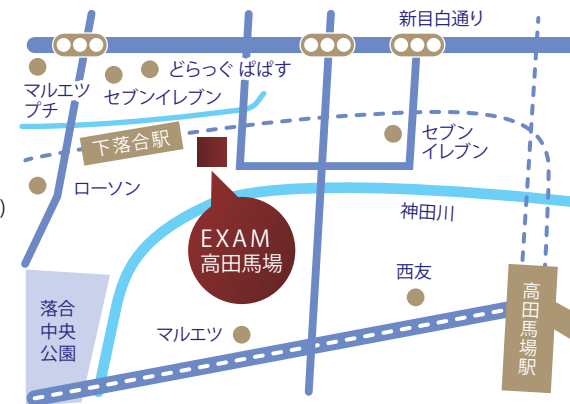 新目白通り
どらっぐ ぱぱす
マルエツ
プチ
セブンイレブン
下落合駅
セブン
イレブン
ローソン
)
神田川
EXAM
高田馬場
西友
高田馬場駅
落合
中央
公園
マルエツ